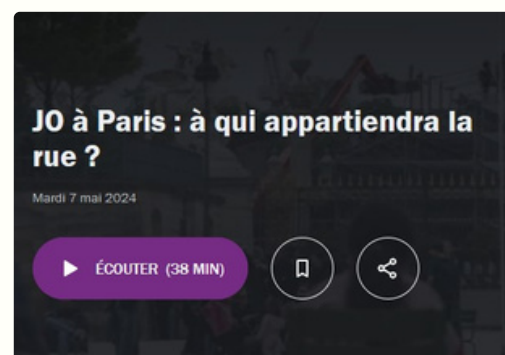 JO à Paris : à qui appartiendra la
rue ?
Mardi 7 mai 2024
ÉCOUTER (38 MIN)